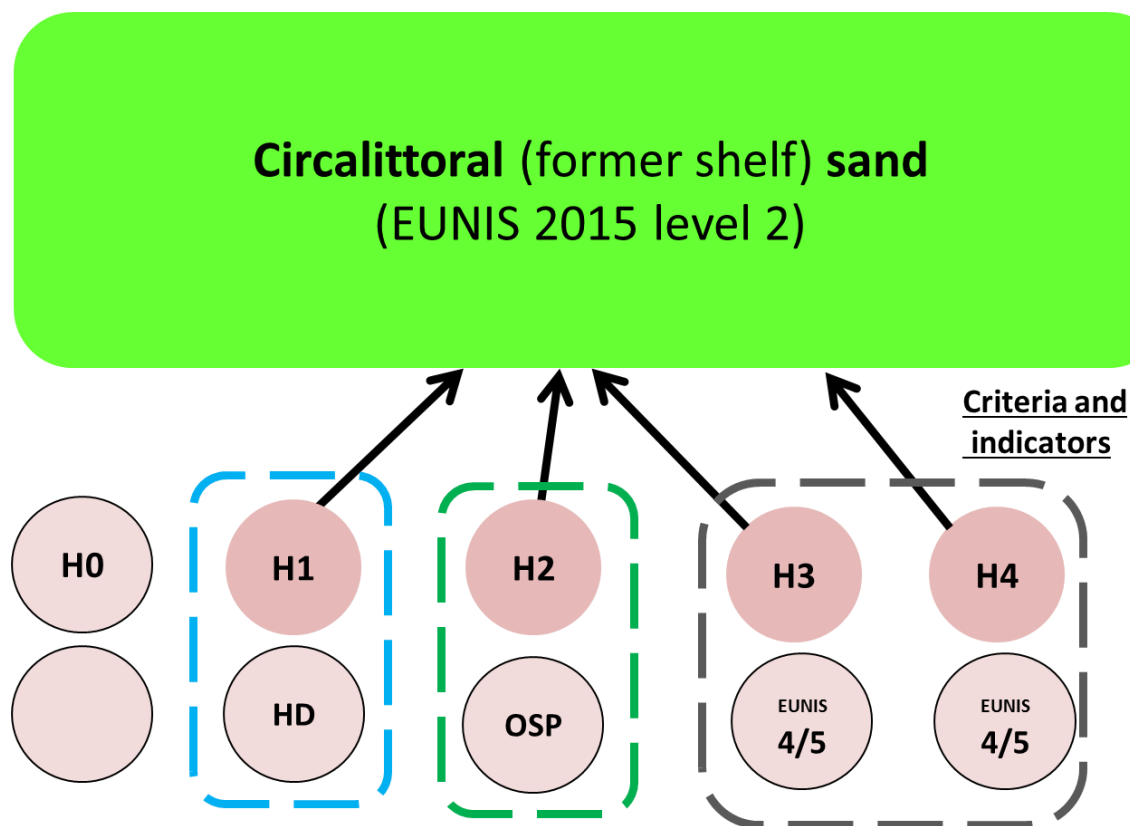 Circalittoral (former shelf) sand
(EUNIS 2015 level 2)
Criteria and
indicators
H0
H1
H2
H3
H4
HD
OSP
EUNIS
4/5
EUNIS
4/5